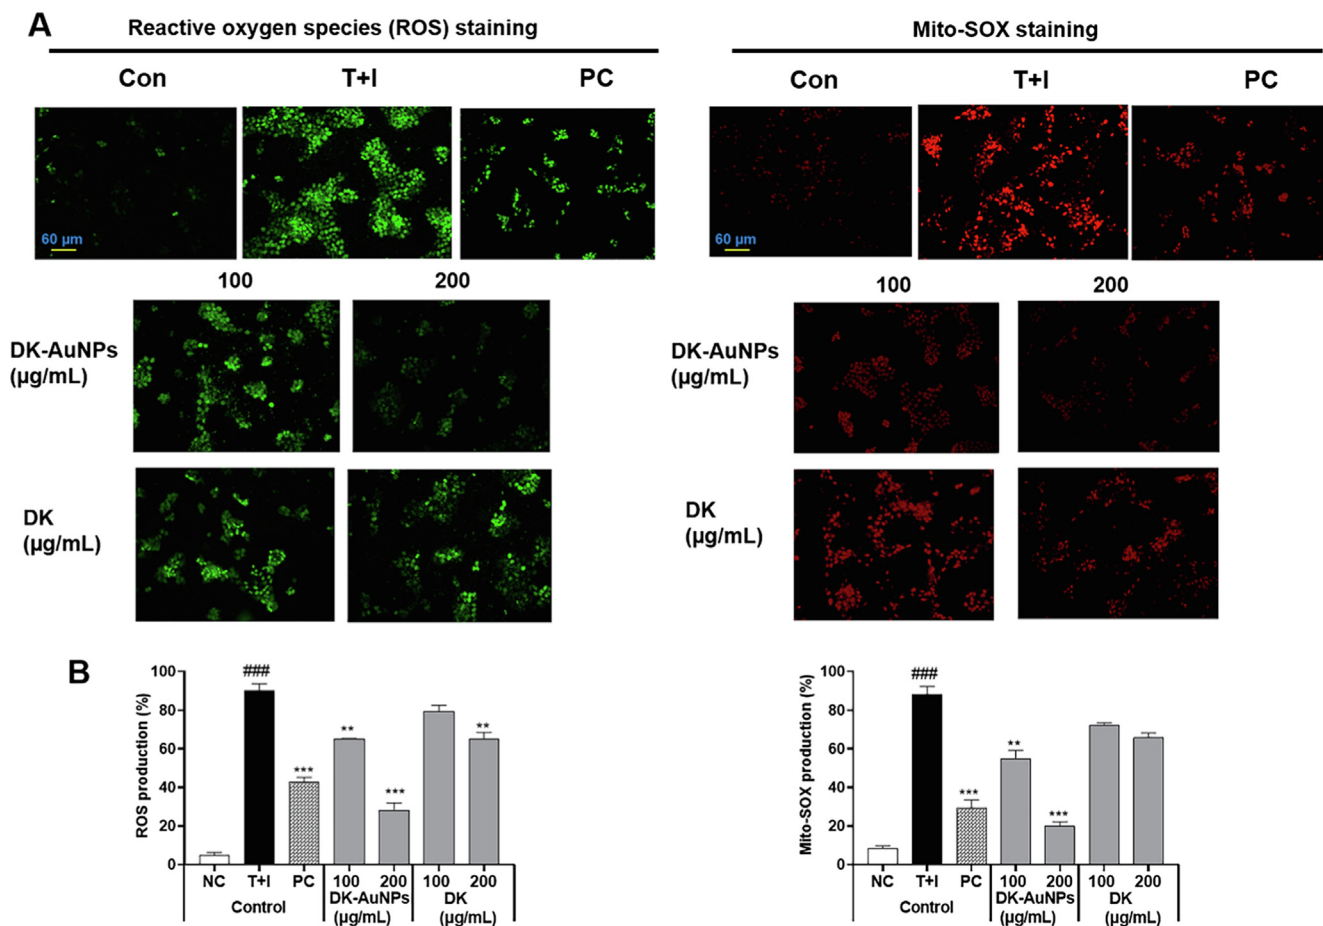 A
Reactive oxygen species (ROS) staining
Mito-SOX staining
Con T+I PC
Con T+I PC
60 µm
60 µm
100 200
100 200
DK-AuNPs
(µg/mL)
DK-AuNPs
(µg/mL)
DK
(µg/mL)
DK
(µg/mL)
B
ROS production (%)
100
80
60
40
20
0
###
***
**
***
**
NC T+I PC 100 200 100 200
Control
DK-AuNPs
(µg/mL)
DK
(µg/mL)
Mito-SOX production (%)
100
80
60
40
20
0
###
***
**
***
NC T+I PC 100 200 100 200
Control
DK-AuNPs
(µg/mL)
DK
(µg/mL)